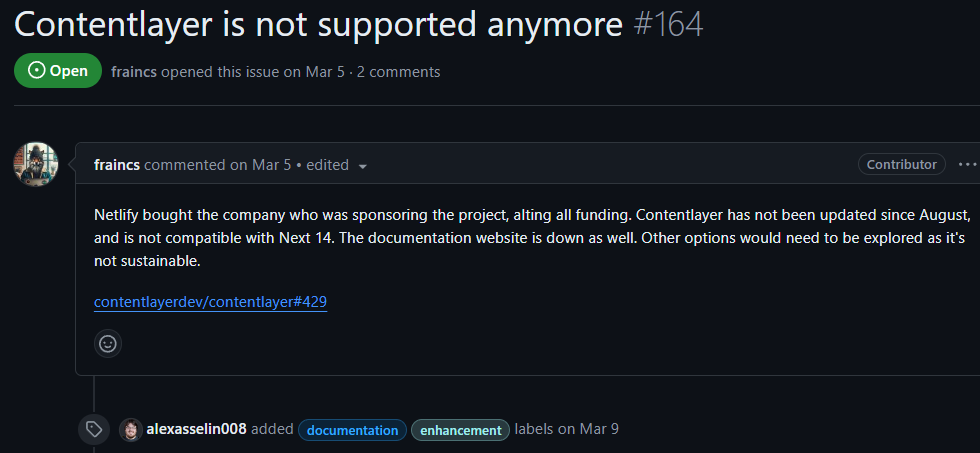 Contentlayer is not supported anymore #164
Open fraincs opened this issue on Mar 5 · 2 comments
fraincs commented on Mar 5 • edited Contributor ...
Netlify bought the company who was sponsoring the project, alting all funding. Contentlayer has not been updated since August,
and is not compatible with Next 14. The documentation website is down as well. Other options would need to be explored as it's
not sustainable.
contentlayerdev/contentlayer#429
alexasselin008 added documentation enhancement labels on Mar 9